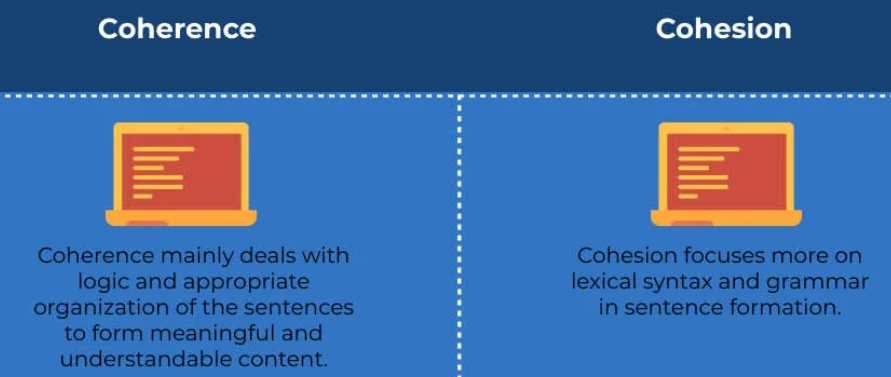 Coherence
Cohesion
Coherence mainly deals with
logic and appropriate
organization of the sentences
to form meaningful and
understandable content.
Cohesion focuses more on
lexical syntax and grammar
in sentence formation.